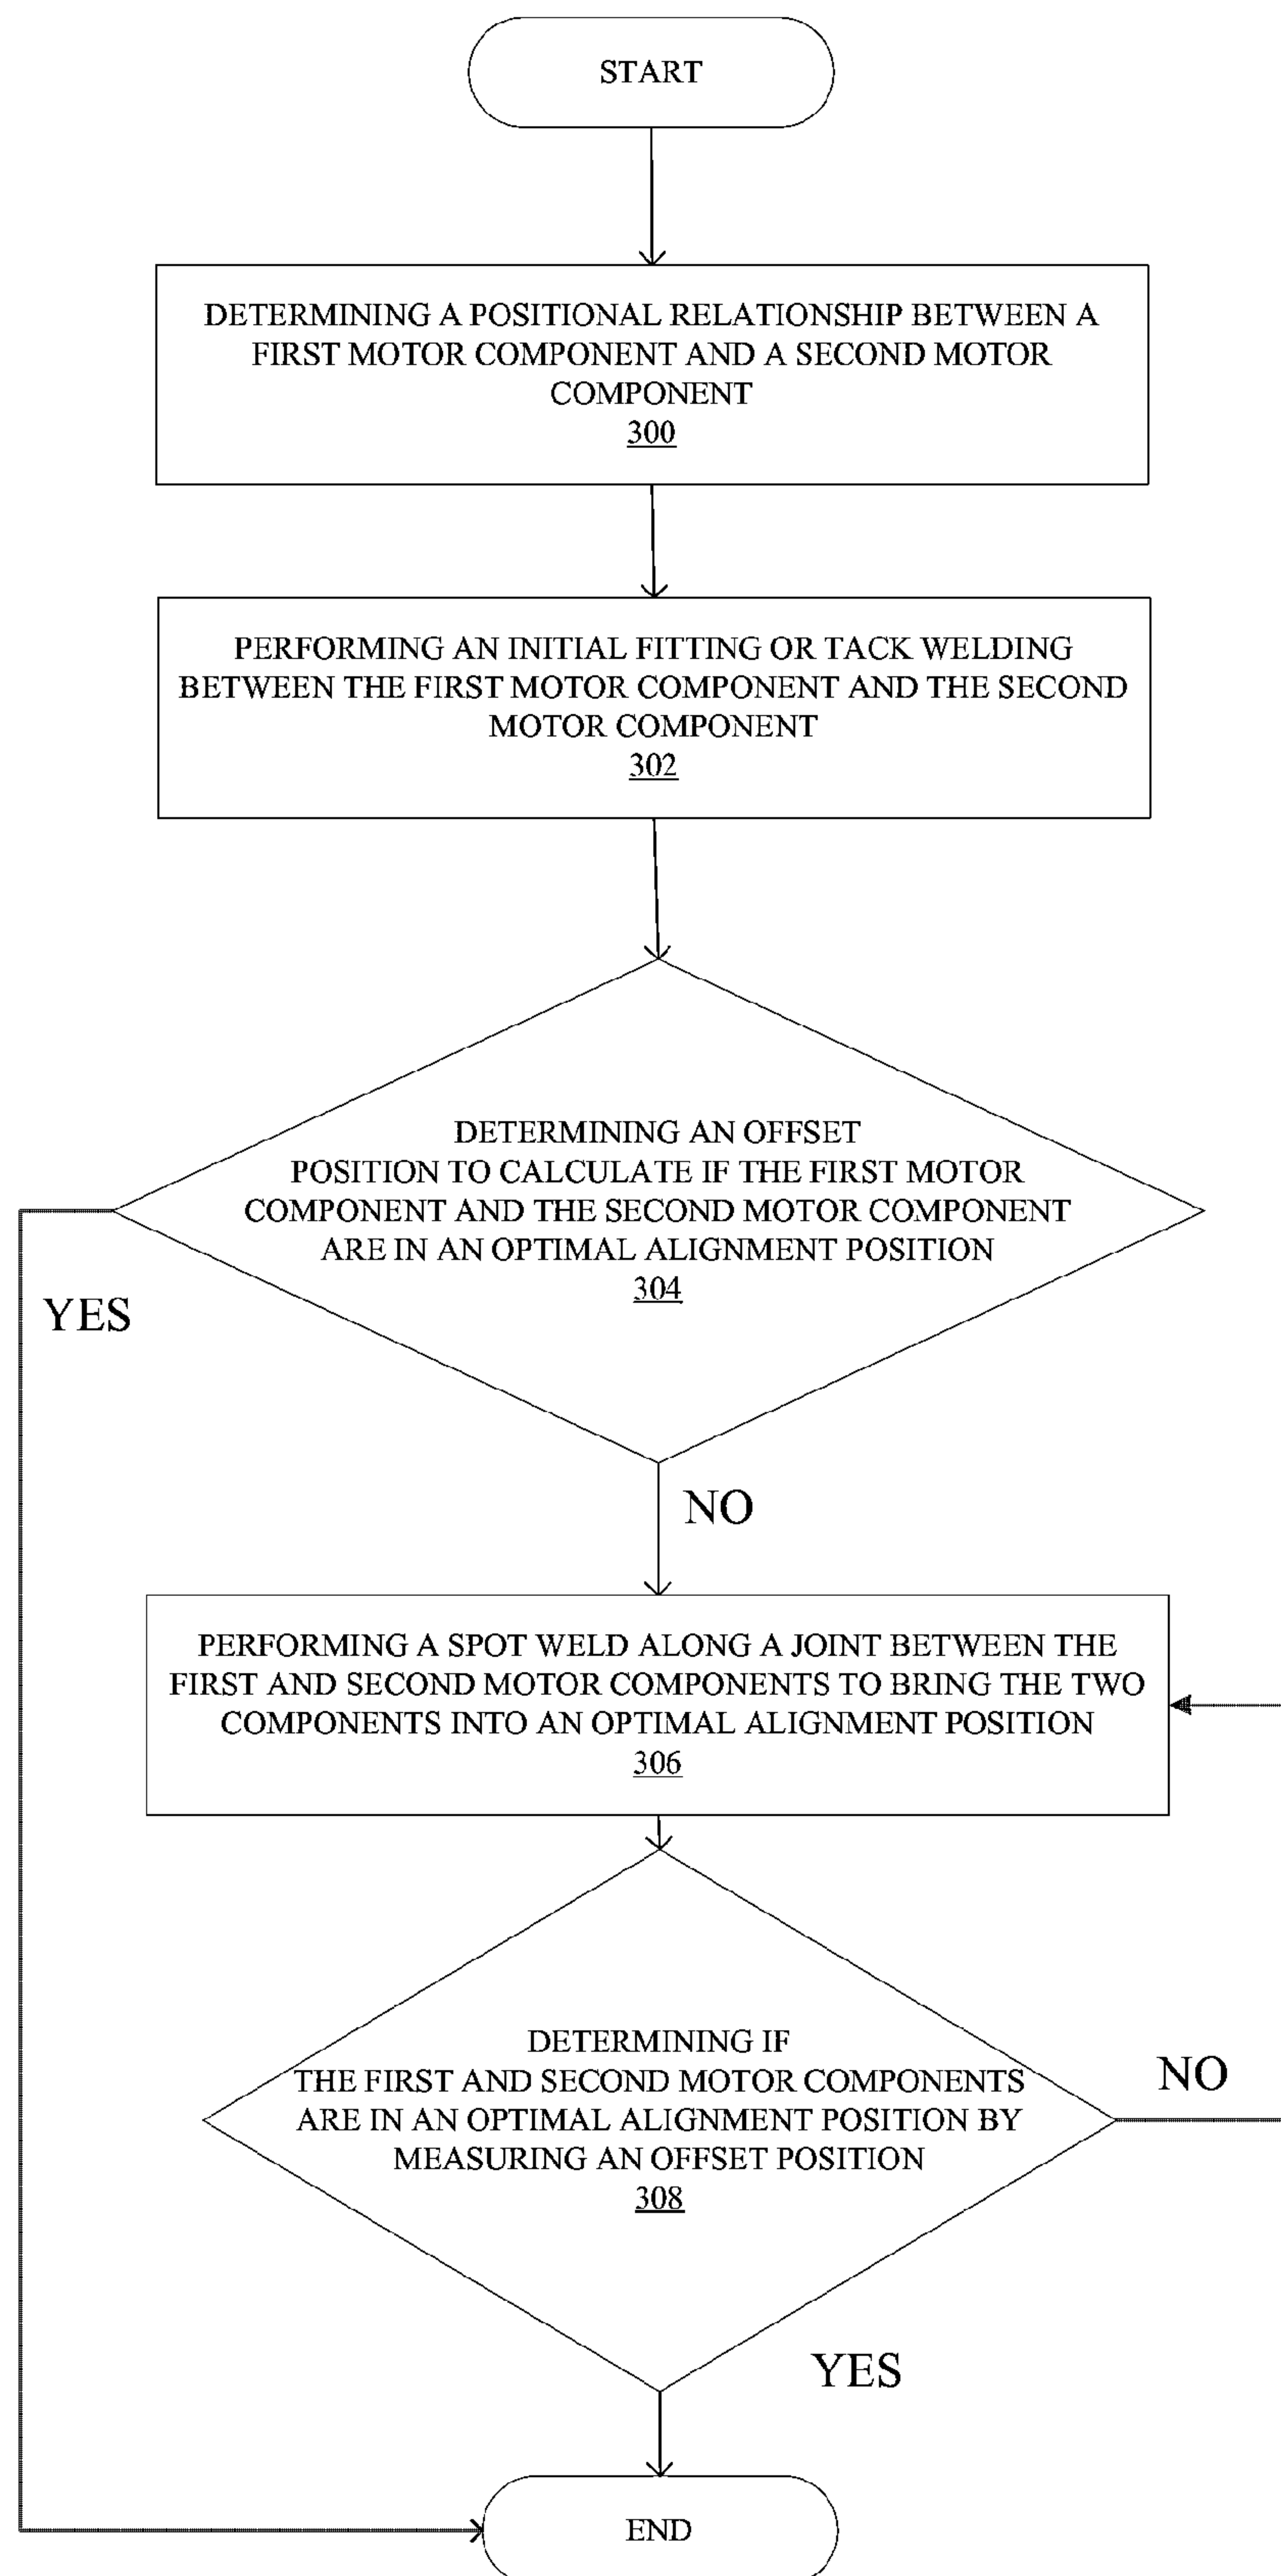 START
DETERMINING A POSITIONAL RELATIONSHIP BETWEEN A
FIRST MOTOR COMPONENT AND A SECOND MOTOR
COMPONENT
300
PERFORMING AN INITIAL FITTING OR TACK WELDING
BETWEEN THE FIRST MOTOR COMPONENT AND THE SECOND
MOTOR COMPONENT
302
DETERMINING AN OFFSET
POSITION TO CALCULATE IF THE FIRST MOTOR
COMPONENT AND THE SECOND MOTOR COMPONENT
ARE IN AN OPTIMAL ALIGNMENT POSITION
304
YES
NO
PERFORMING A SPOT WELD ALONG A JOINT BETWEEN THE
FIRST AND SECOND MOTOR COMPONENTS TO BRING THE TWO
COMPONENTS INTO AN OPTIMAL ALIGNMENT POSITION
306
DETERMINING IF
THE FIRST AND SECOND MOTOR COMPONENTS
ARE IN AN OPTIMAL ALIGNMENT POSITION BY
MEASURING AN OFFSET POSITION
308
NO
YES
END